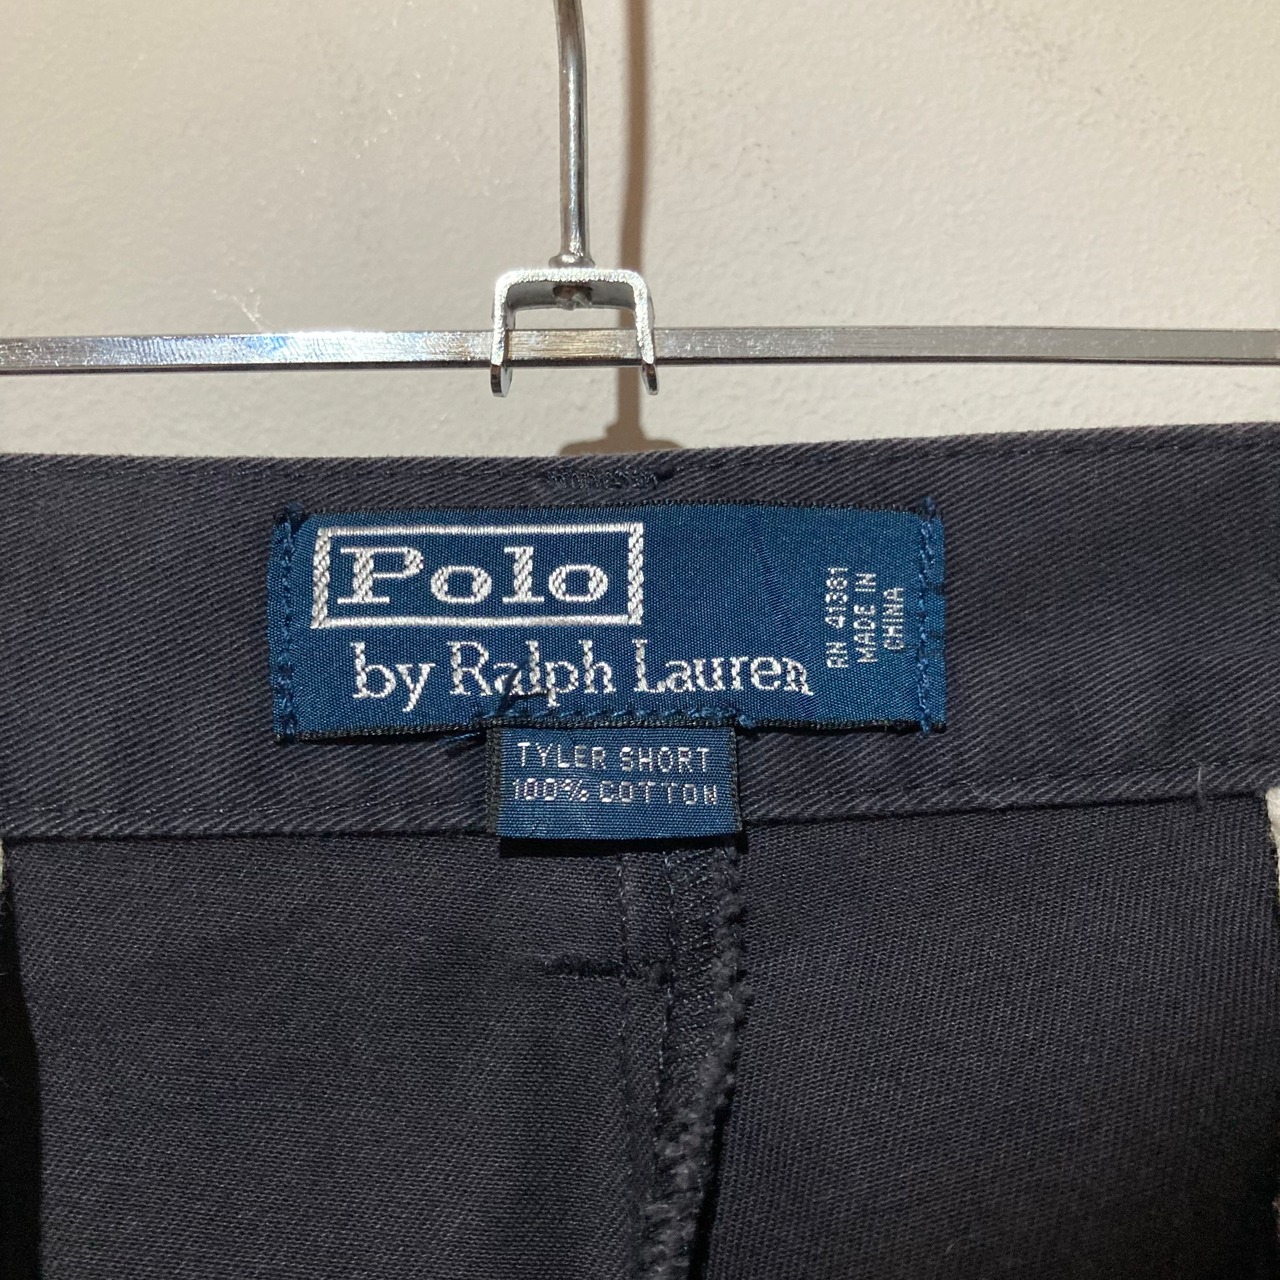 Polo
by Ralph Lauren
RN 41381
MADE IN
CHINA
TYLER SHORT
100% COTTON